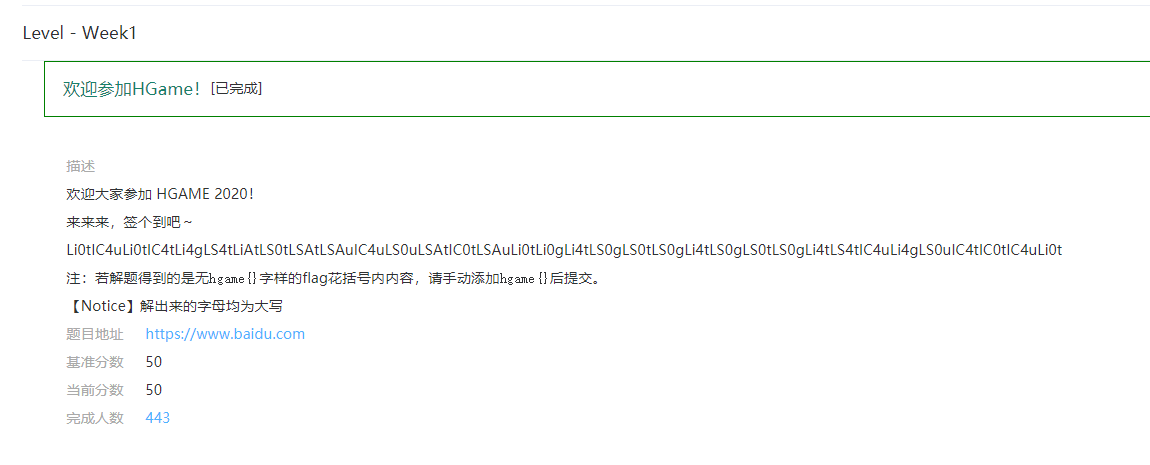 Level - Week1
欢迎参加HGame！ [已完成]
描述
欢迎大家参加 HGAME 2020！
来来来，签个到吧～
Li0tIC4uLi0tIC4tLi4gLS4tLiAtLS0tLSAtLSAuIC4uLS0uLSAtIC0tLSAuLi0tLi0gLi4tLS0gLS0tLS0gLi4tLS0gLS0tLS0gLi4tLS4tIC4uLi4gLS0uIC4tIC0tIC4uLi0t
注：若解题得到的是无hgame{}字样的flag花括号内内容，请手动添加hgame{}后提交。
【Notice】解出来的字母均为大写
题目地址 https://www.baidu.com
基准分数 50
当前分数 50
完成人数 443